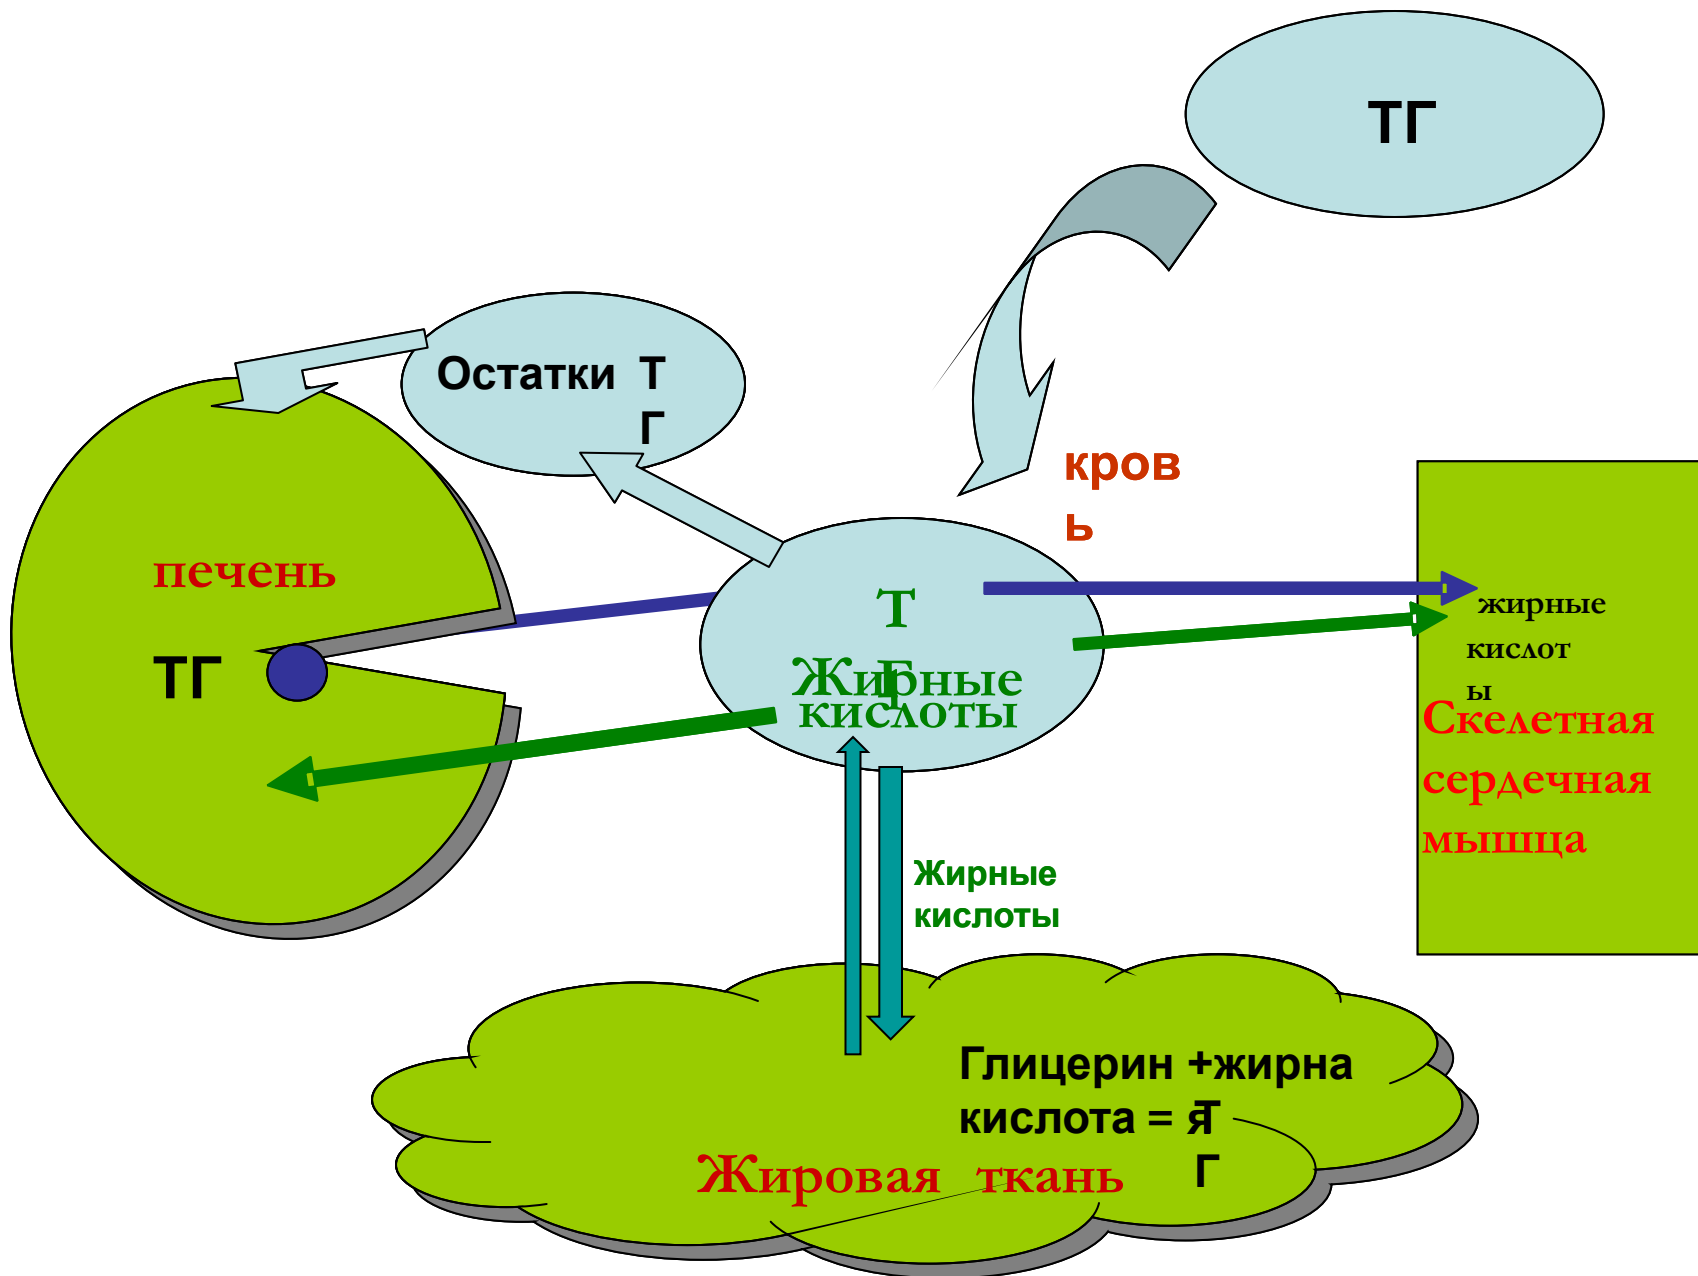 ТГ
Остатки Т
Г
кров
ь
печень
ТГ
Т
Г
Жирные
кислоты
жирные
кислот
ы
Скелетная
сердечная
мышца
Жирные
кислоты
Глицерин +жирна
я
кислота = Т
Г
Жировая ткань